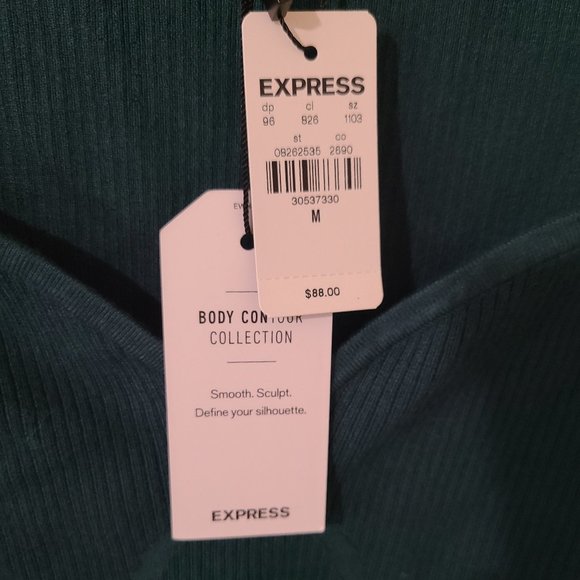 EXPRESS
dp cl sz
96 826 1103
st co
08262535 2690
30537330
M
$88.00
BODY CONTOUR
COLLECTION
Smooth. Sculpt.
Define your silhouette.
EXPRESS